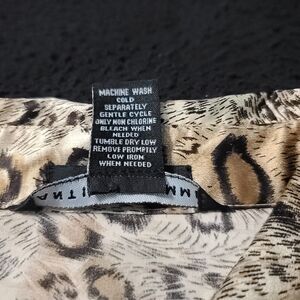 MACHINE WASH
COLD
SEPARATELY
GENTLE CYCLE
ONLY NON CHLORINE
BLEACH WHEN
NEEDED
TUMBLE DRY LOW
REMOVE PROMPTLY
LOW IRON
WHEN NEEDED